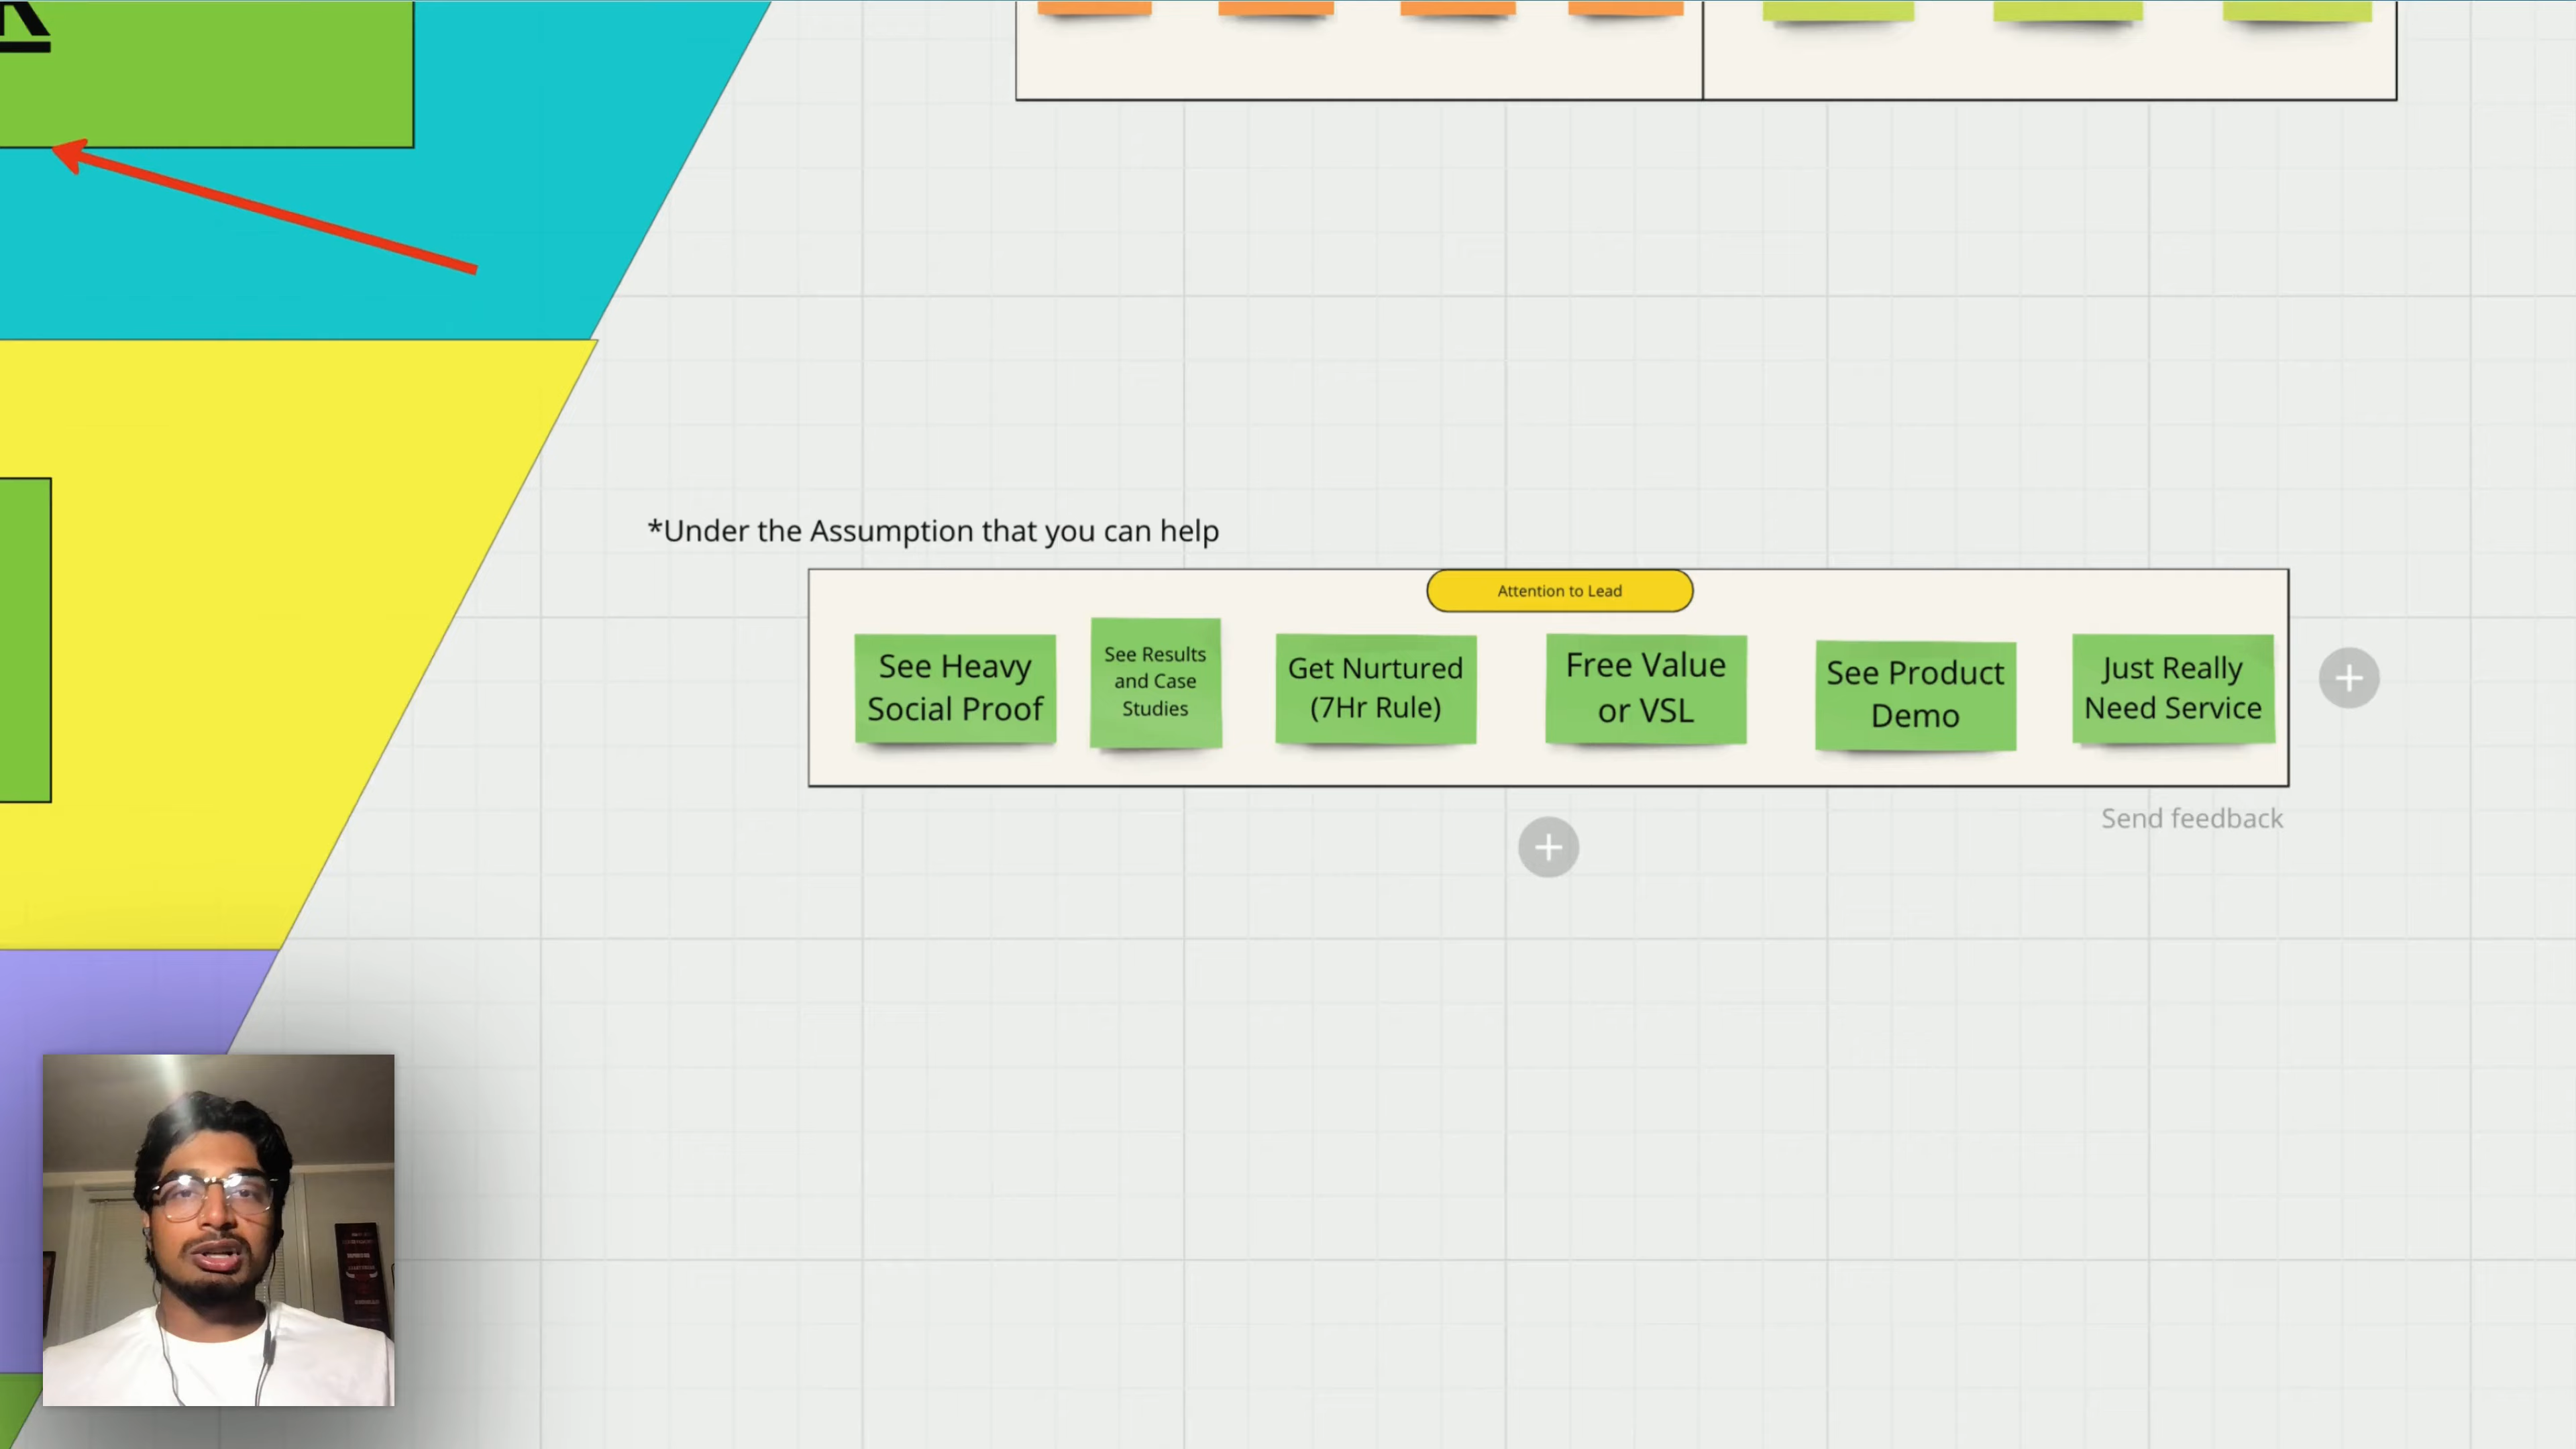 *Under the Assumption that you can help
Attention to Lead
See Heavy
Social Proof
See Results
and Case
Studies
Get Nurtured
(7Hr Rule)
Free Value
or VSL
See Product
Demo
Just Really
Need Service
Send feedback